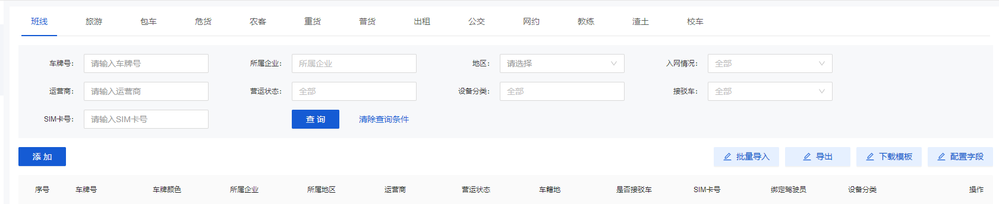 班线 旅游 包车 危货 农客 重货 普货 出租 公交 网约 教练 渣土 校车
车牌号: 请输入车牌号 所属企业: 所属企业 地区: 请选择 入网情况: 全部
运营商: 请输入运营商 营运状态: 全部 设备分类: 全部 接驳车: 全部
SIM卡号: 请输入SIM卡号 查 询 清除查询条件
添 加 批量导入 导出 下载模板 配置字段
序号 车牌号 车牌颜色 所属企业 所属地区 运营商 营运状态 车籍地 是否接驳车 SIM卡号 绑定驾驶员 设备分类 操作